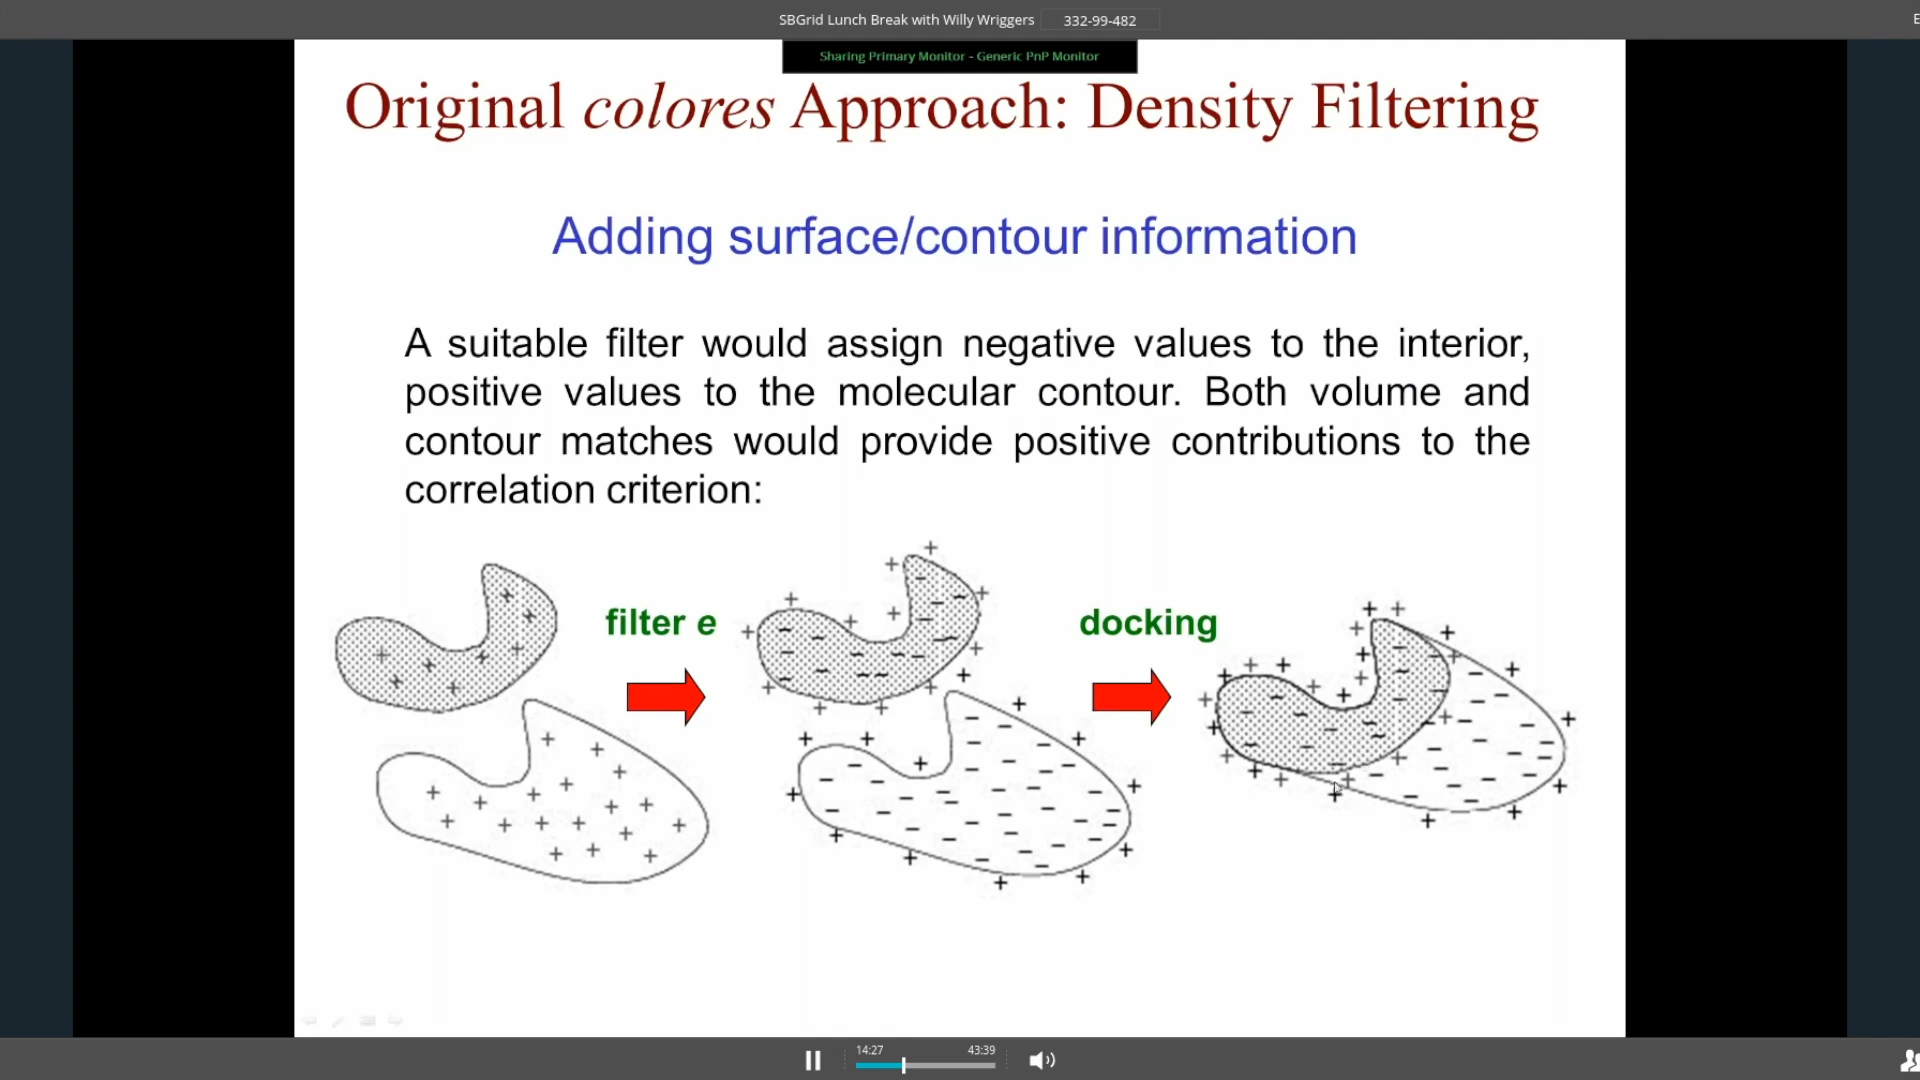 SBGrid Lunch Break with Willy Wriggers 332-99-482
E
Sharing Primary Monitor - Generic PnP Monitor
Original colores Approach: Density Filtering
Adding surface/contour information
A suitable filter would assign negative values to the interior,
positive values to the molecular contour. Both volume and
contour matches would provide positive contributions to the
correlation criterion:
filter e
docking
14:27 43:39